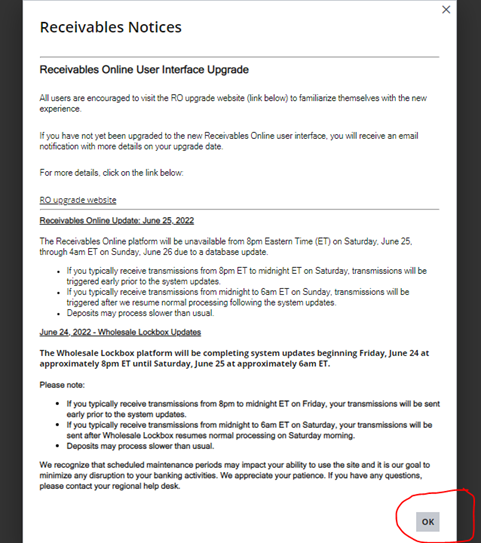 Receivables Notices
Receivables Online User Interface Upgrade
All users are encouraged to visit the RO upgrade website (link below) to familiarize themselves with the new
experience.
If you have not yet been upgraded to the new Receivables Online user interface, you will receive an email
notification with more details on your upgrade date.
For more details, click on the link below:
RO upgrade website
Receivables Online Update: June 25, 2022
The Receivables Online platform will be unavailable from 8pm Eastern Time (ET) on Saturday, June 25,
through 4am ET on Sunday, June 26 due to a database update.
• If you typically receive transmissions from 8pm ET to midnight ET on Saturday, transmissions will be
triggered early prior to the system updates.
• If you typically receive transmissions from midnight to 6am ET on Sunday, transmissions will be
triggered after we resume normal processing following the system updates.
• Deposits may process slower than usual.
June 24, 2022 - Wholesale Lockbox Updates
The Wholesale Lockbox platform will be completing system updates beginning Friday, June 24 at
approximately 8pm ET until Saturday, June 25 at approximately 6am ET.
Please note:
• If you typically receive transmissions from 8pm to midnight ET on Friday, your transmissions will be sent
early prior to the system updates.
• If you typically receive transmissions from midnight to 6am ET on Saturday, your transmissions will be
sent after Wholesale Lockbox resumes normal processing on Saturday morning.
• Deposits may process slower than usual.
We recognize that scheduled maintenance periods may impact your ability to use the site and it is our goal to
minimize any disruption to your banking activities. We appreciate your patience. If you have any questions,
please contact your regional help desk.
OK